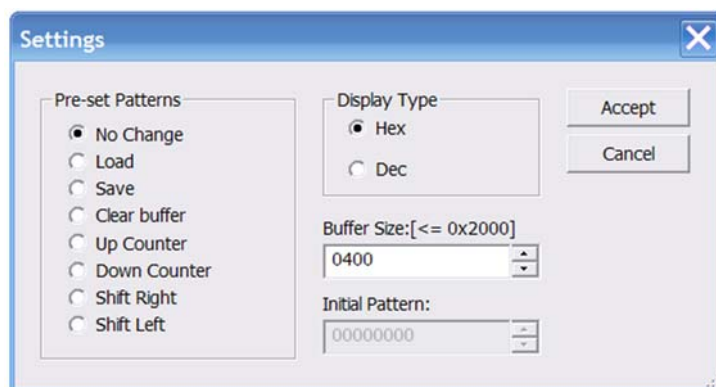 Settings
Pre-set Patterns
No Change
Load
Save
Clear buffer
Up Counter
Down Counter
Shift Right
Shift Left
Display Type
Hex
Dec
Buffer Size:[<= 0x2000]
0400
Initial Pattern:
00000000
Accept
Cancel